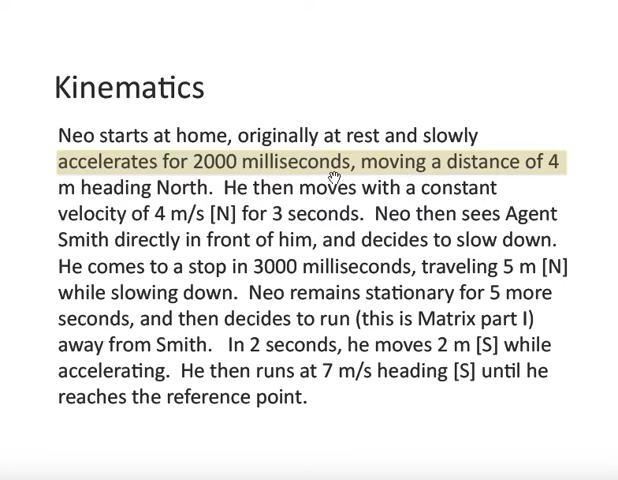 Kinematics
Neo starts at home, originally at rest and slowly
accelerates for 2000 milliseconds, moving a distance of 4
m heading North.  He then moves with a constant
velocity of 4 m/s [N] for 3 seconds.  Neo then sees Agent
Smith directly in front of him, and decides to slow down.
He comes to a stop in 3000 milliseconds, traveling 5 m [N]
while slowing down.  Neo remains stationary for 5 more
seconds, and then decides to run (this is Matrix part I)
away from Smith.   In 2 seconds, he moves 2 m [S] while
accelerating.  He then runs at 7 m/s heading [S] until he
reaches the reference point.